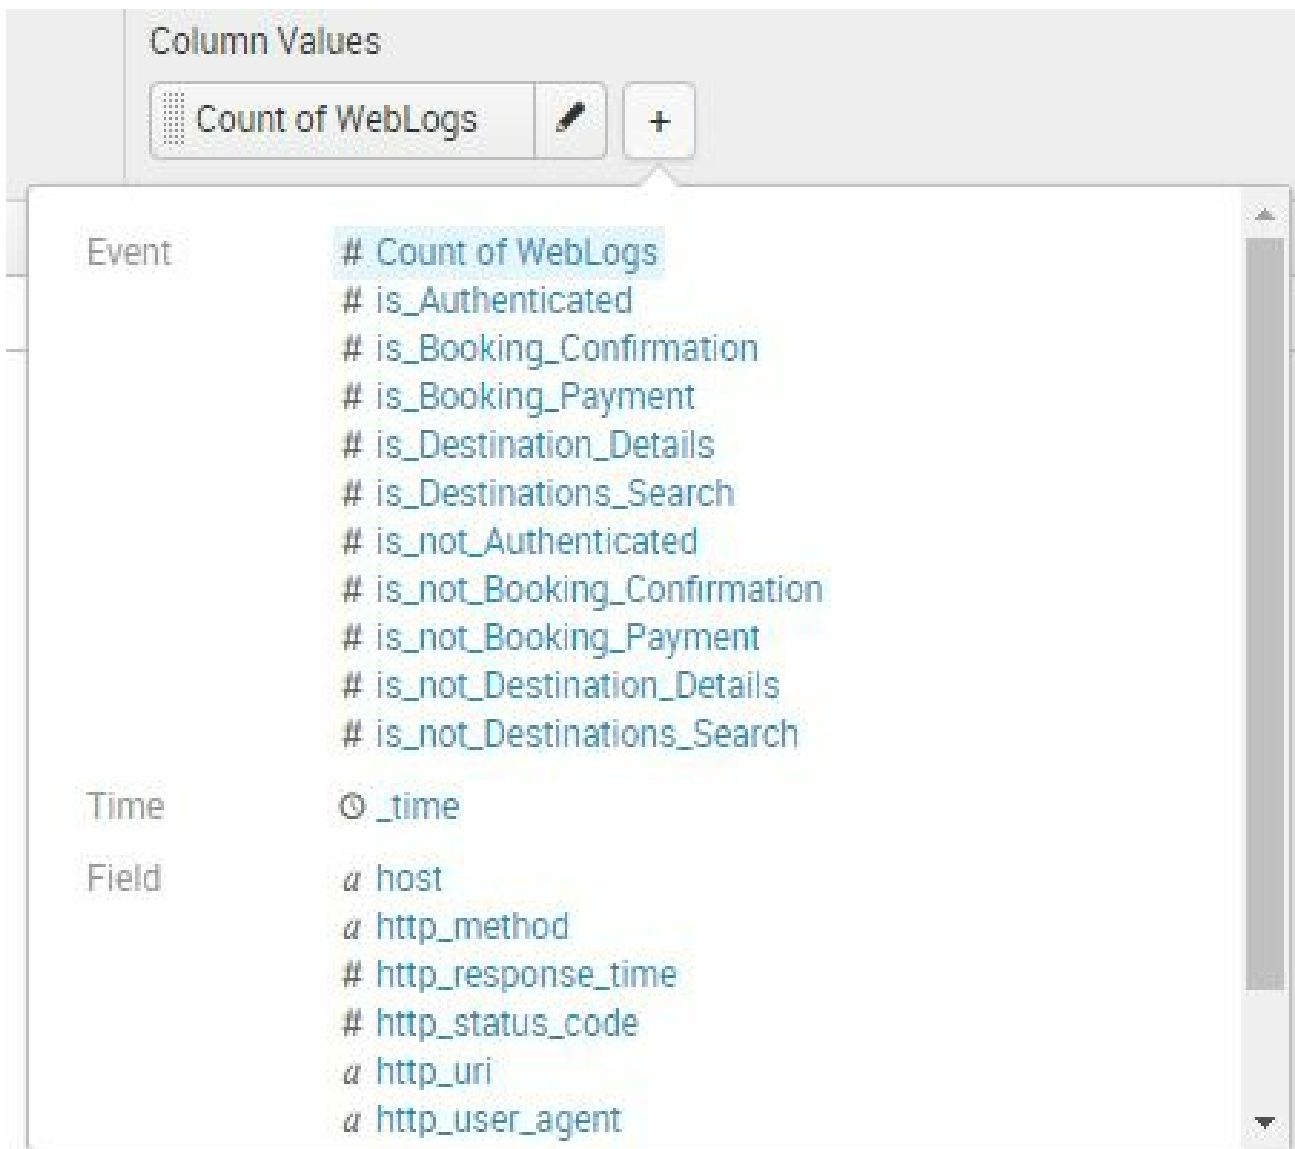 Column Values
Count of WebLogs +
Event # Count of WebLogs
# is_Authenticated
# is_Booking_Confirmation
# is_Booking_Payment
# is_Destination_Details
# is_Destinations_Search
# is_not_Authenticated
# is_not_Booking_Confirmation
# is_not_Booking_Payment
# is_not_Destination_Details
# is_not_Destinations_Search
Time _time
Field a host
a http_method
# http_response_time
# http_status_code
a http_uri
a http_user_agent